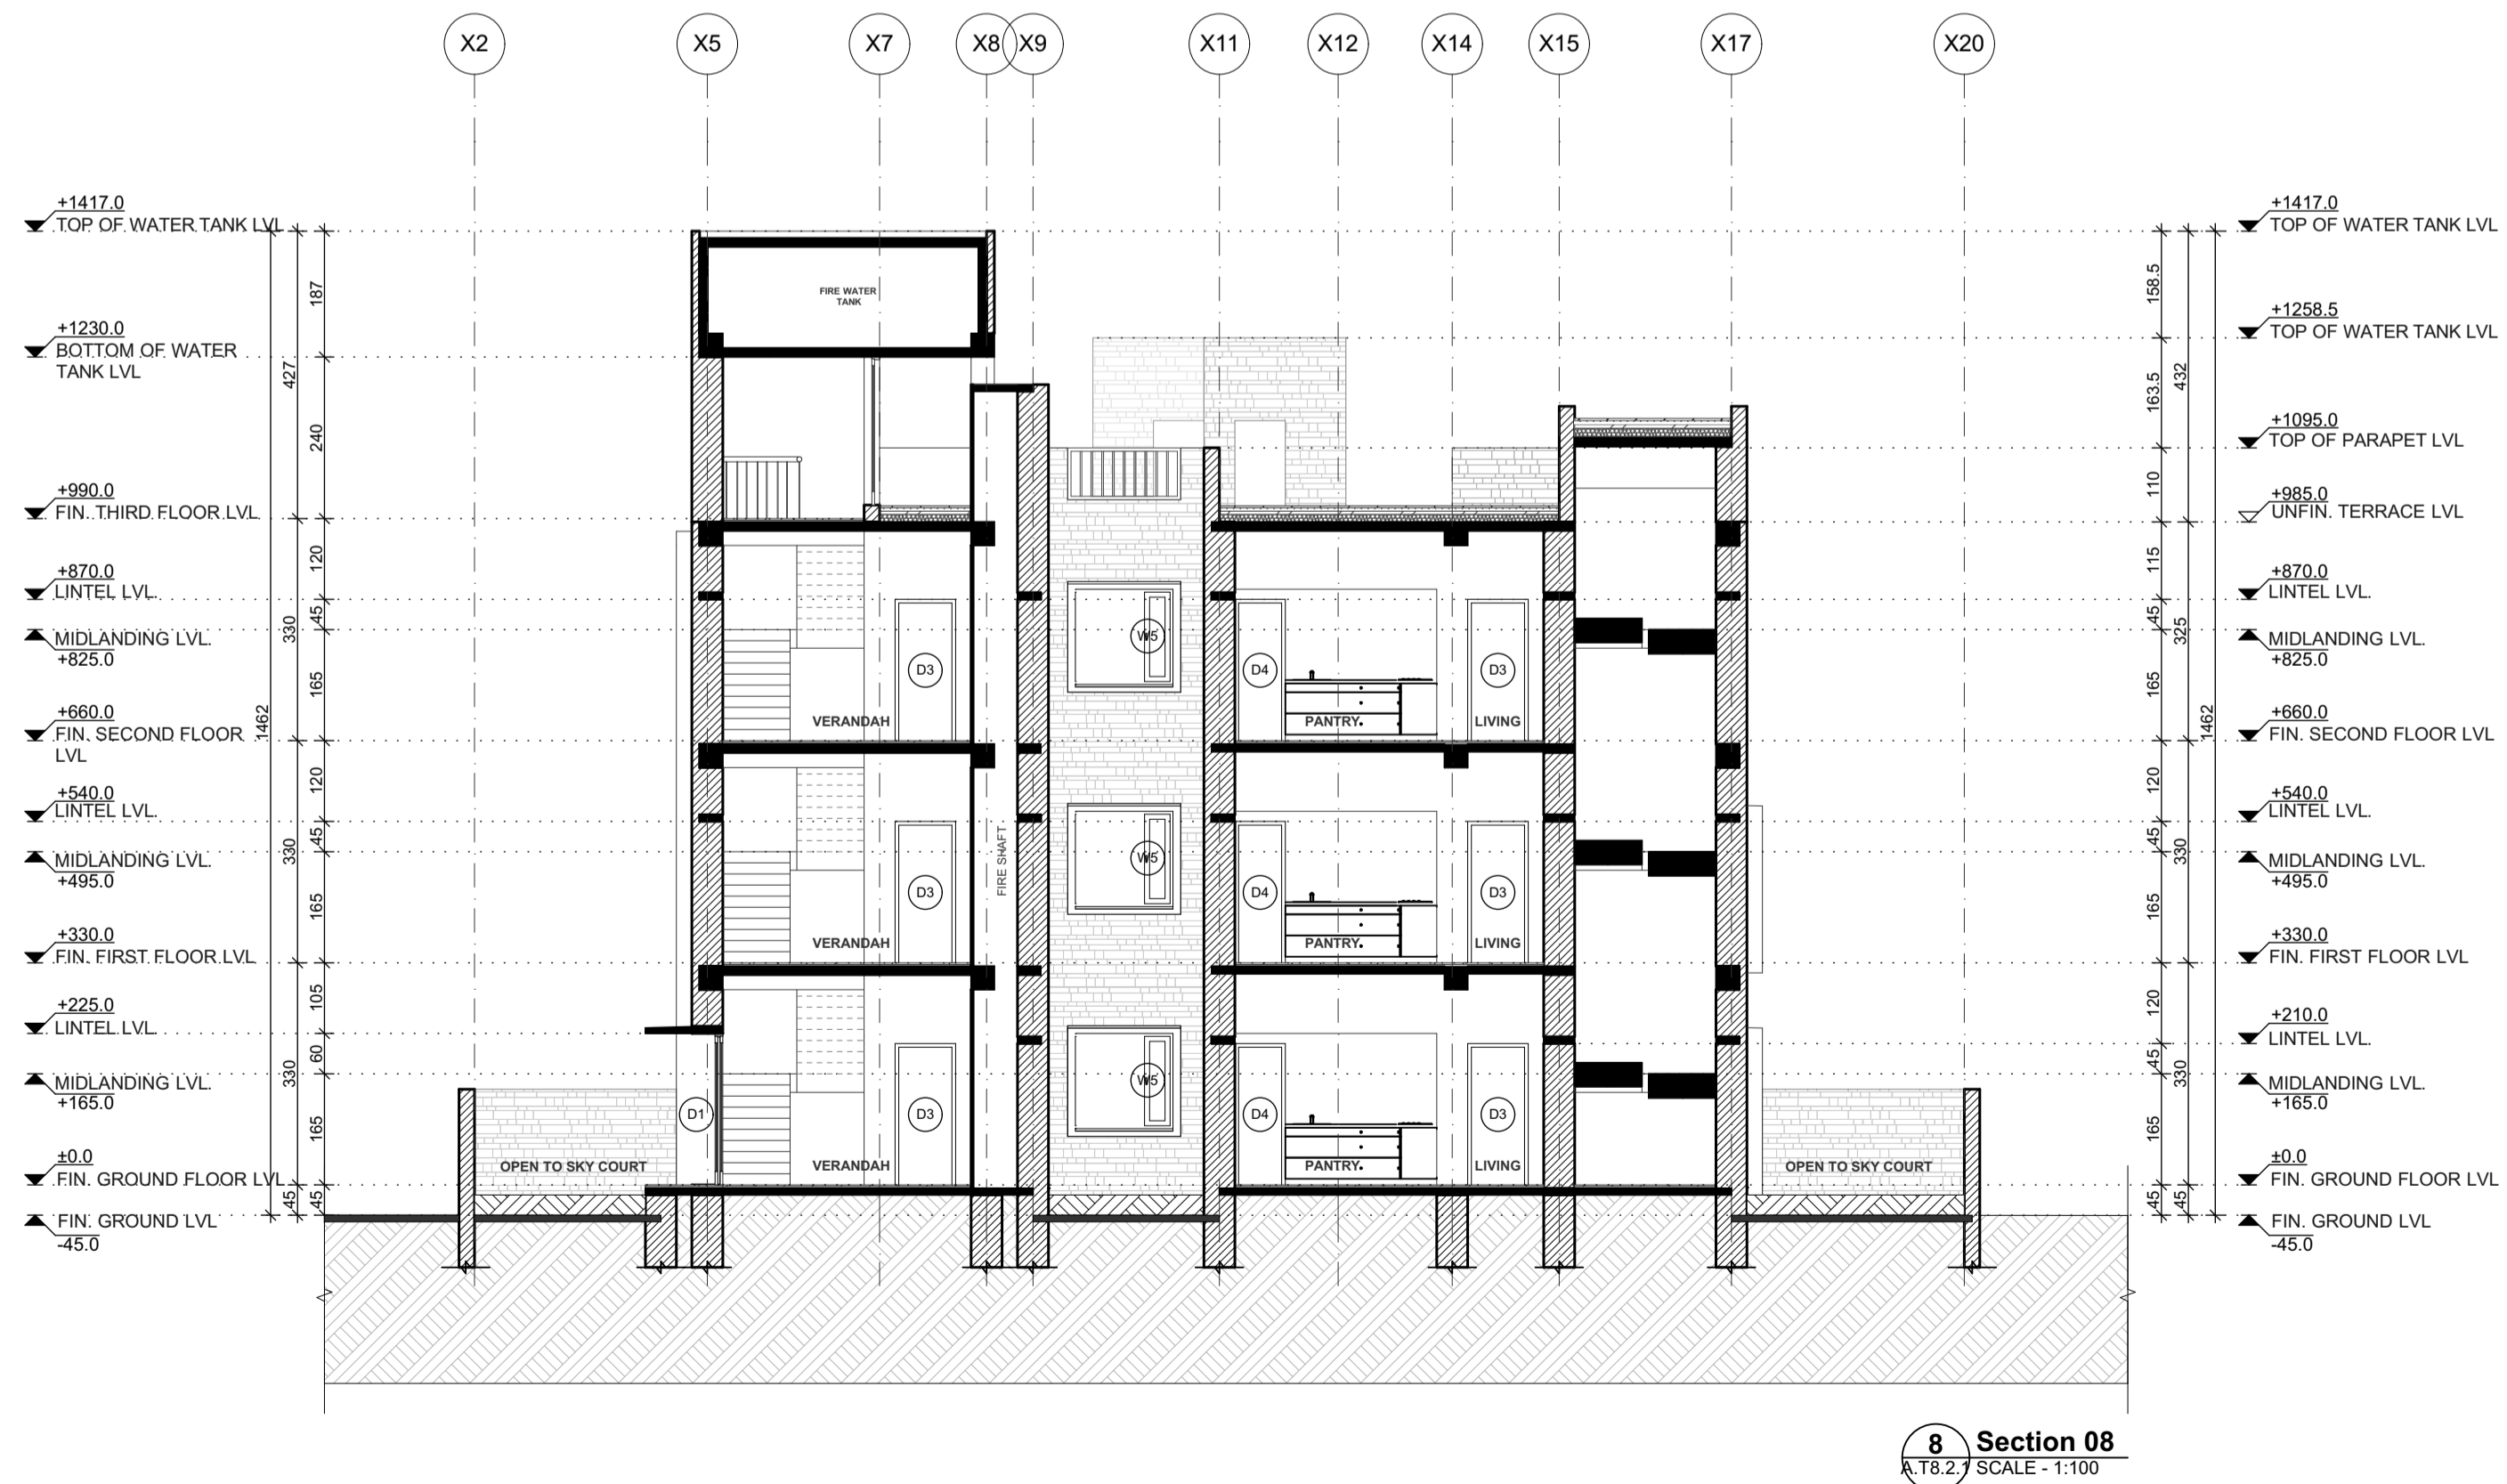 X2 X5 X7 X8 X9 X11 X12 X14 X15 X17 X20
+1417.0
TOP OF WATER TANK LVL
+1230.0
BOTTOM OF WATER
TANK LVL
+990.0
FIN. THIRD FLOOR LVL
+870.0
LINTEL LVL.
MIDLANDING LVL.
+825.0
+660.0
FIN. SECOND FLOOR
LVL
+540.0
LINTEL LVL.
MIDLANDING LVL.
+495.0
+330.0
FIN. FIRST FLOOR LVL
+225.0
LINTEL LVL.
MIDLANDING LVL.
+165.0
±0.0
FIN. GROUND FLOOR LVL
FIN. GROUND LVL
-45.0
1462
427
330
330
330
45
187
240
120
45
165
120
45
165
105
60
165
45
FIRE WATER
TANK
W5
D3
D4
D3
VERANDAH
PANTRY
LIVING
W5
D3
D4
D3
FIRE SHAFT
VERANDAH
PANTRY
LIVING
W5
D1
D3
D4
D3
OPEN TO SKY COURT
VERANDAH
PANTRY
LIVING
OPEN TO SKY COURT
158.5
163.5
110
115
45
165
120
45
165
120
45
165
45
432
325
330
330
45
1462
+1417.0
TOP OF WATER TANK LVL
+1258.5
TOP OF WATER TANK LVL
+1095.0
TOP OF PARAPET LVL
+985.0
UNFIN. TERRACE LVL
+870.0
LINTEL LVL.
MIDLANDING LVL.
+825.0
+660.0
FIN. SECOND FLOOR LVL
+540.0
LINTEL LVL.
MIDLANDING LVL.
+495.0
+330.0
FIN. FIRST FLOOR LVL
+210.0
LINTEL LVL.
MIDLANDING LVL.
+165.0
±0.0
FIN. GROUND FLOOR LVL
FIN. GROUND LVL
-45.0
8 Section 08
A.T8.2.1 SCALE - 1:100